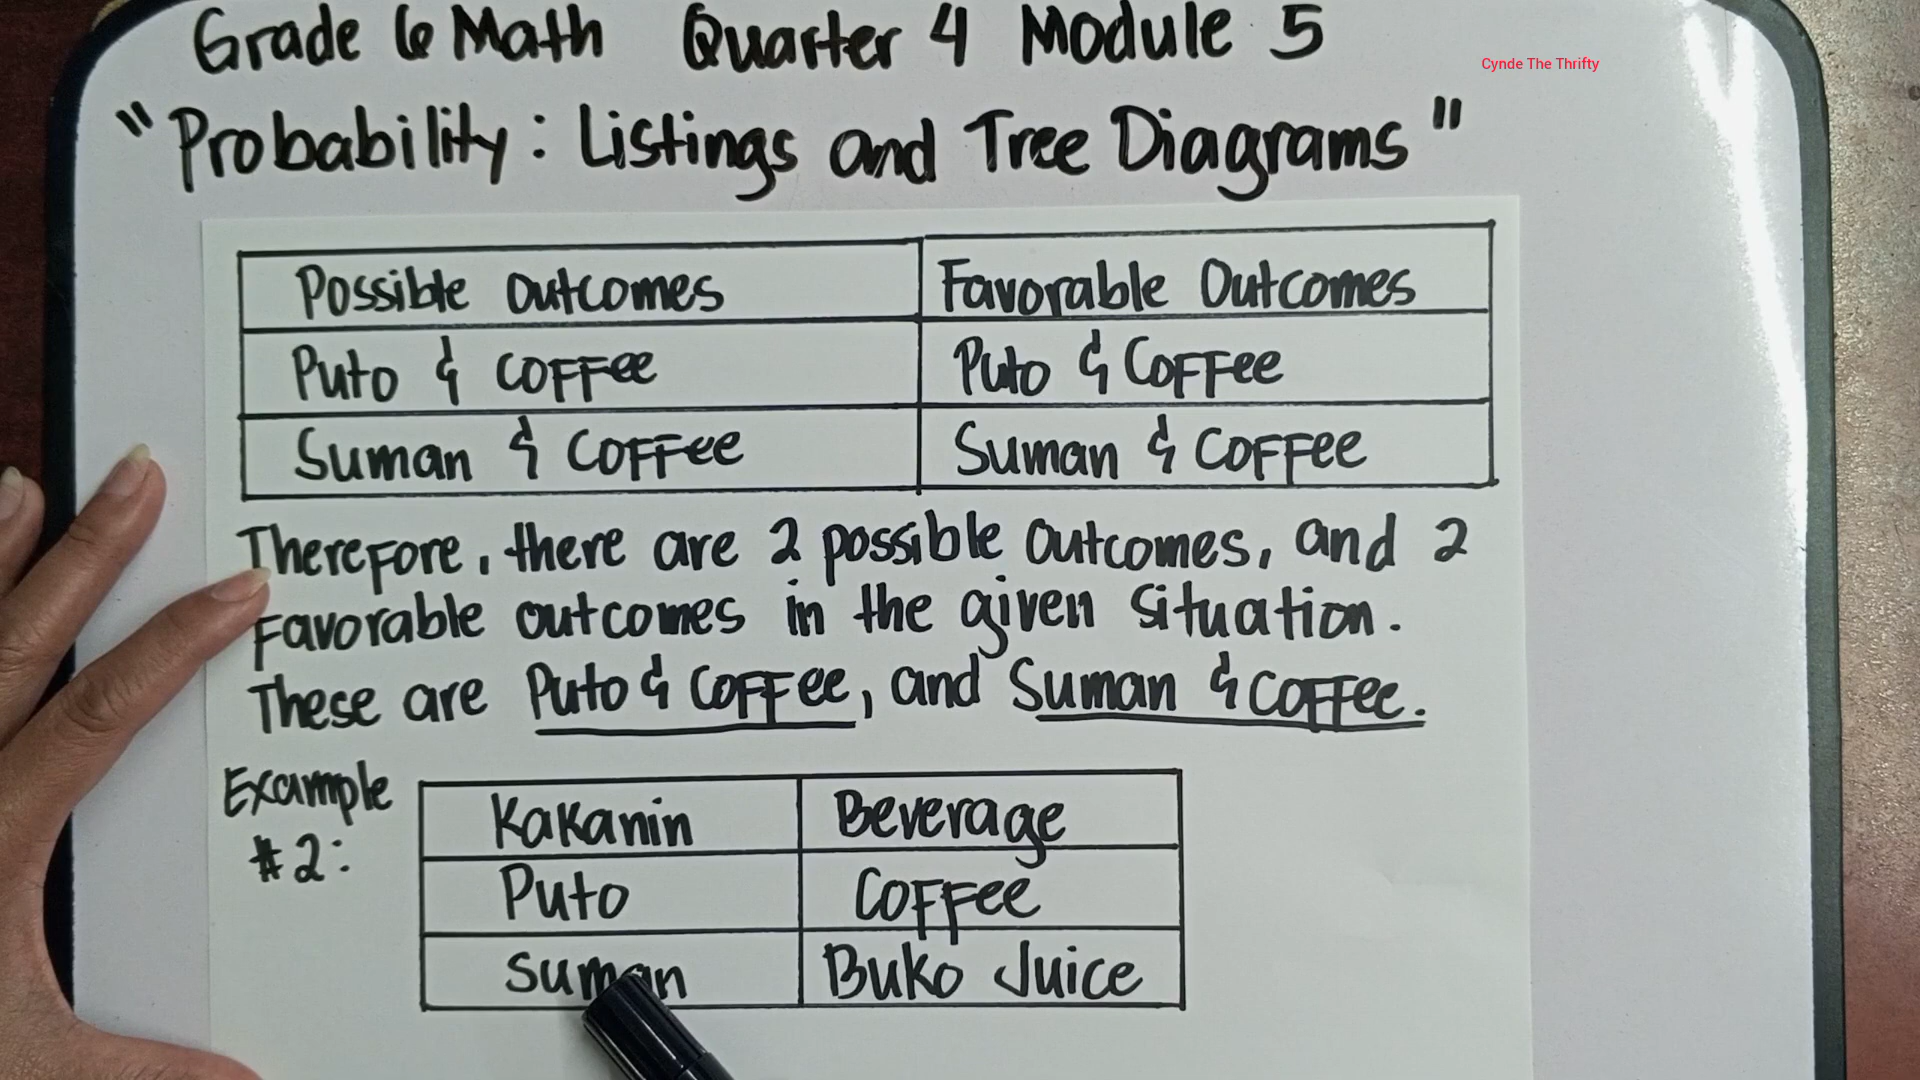 Grade 6 Math Quarter 4 Module 5
Cynde The Thrifty
"Probability: Listings and Tree Diagrams"
Possible Outcomes Favorable Outcomes
Puto & Coffee Puto & Coffee
Suman & Coffee Suman & Coffee
Therefore, there are 2 possible outcomes, and 2
favorable outcomes in the given situation.
These are Puto & Coffee, and Suman & Coffee.
Example
#2:
Kakanin Beverage
Puto Coffee
Suman Buko Juice